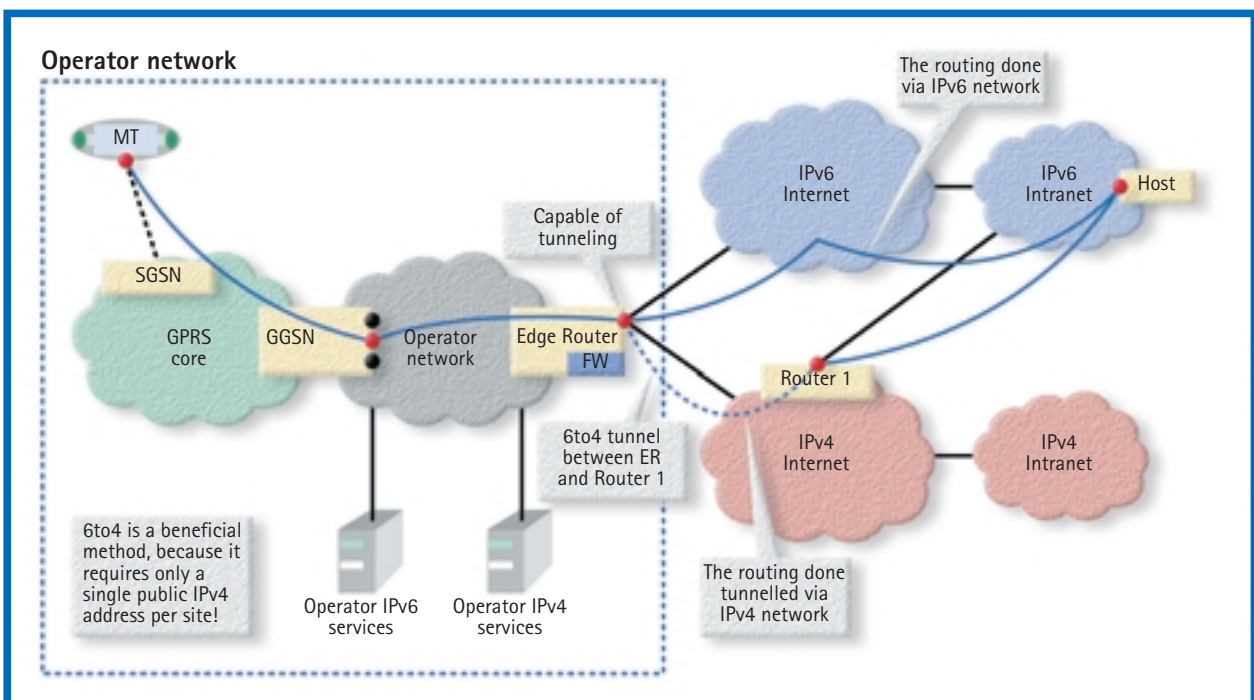 Operator network
MT
SGSN
GPRS
core
GGSN
Operator
network
Edge Router
FW
Capable of
tunneling
The routing done
via IPv6 network
IPv6
Internet
IPv6
Intranet
Host
Router 1
IPv4
Internet
IPv4
Intranet
6to4 tunnel
between ER
and Router 1
The routing done
tunnelled via
IPv4 network
6to4 is a beneficial
method, because it
requires only a
single public IPv4
address per site!
Operator IPv6
services
Operator IPv4
services